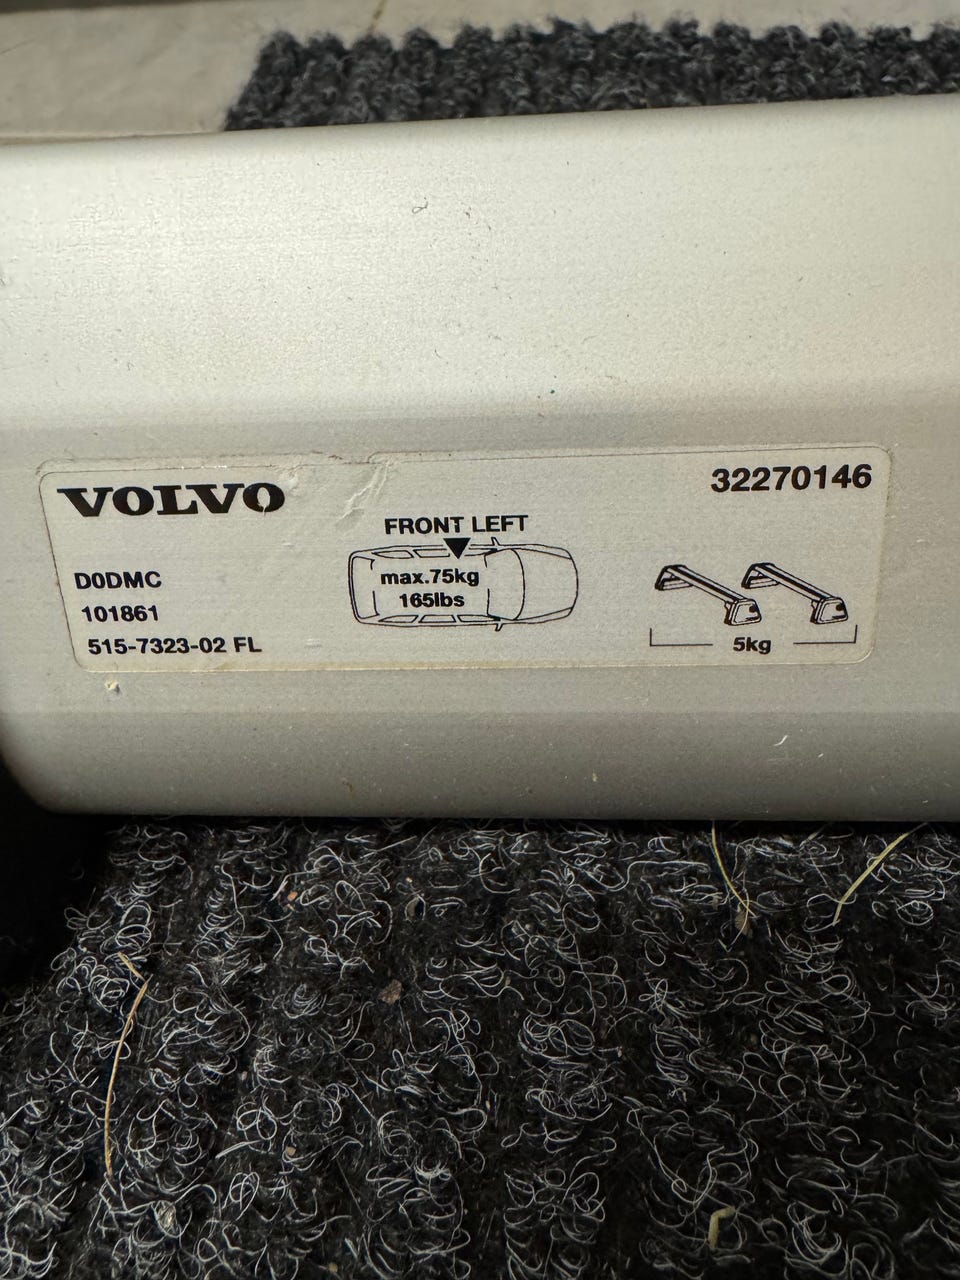 VOLVO
32270146
FRONT LEFT
D0DMC
max.75kg
101861
165lbs
515-7323-02 FL
5kg